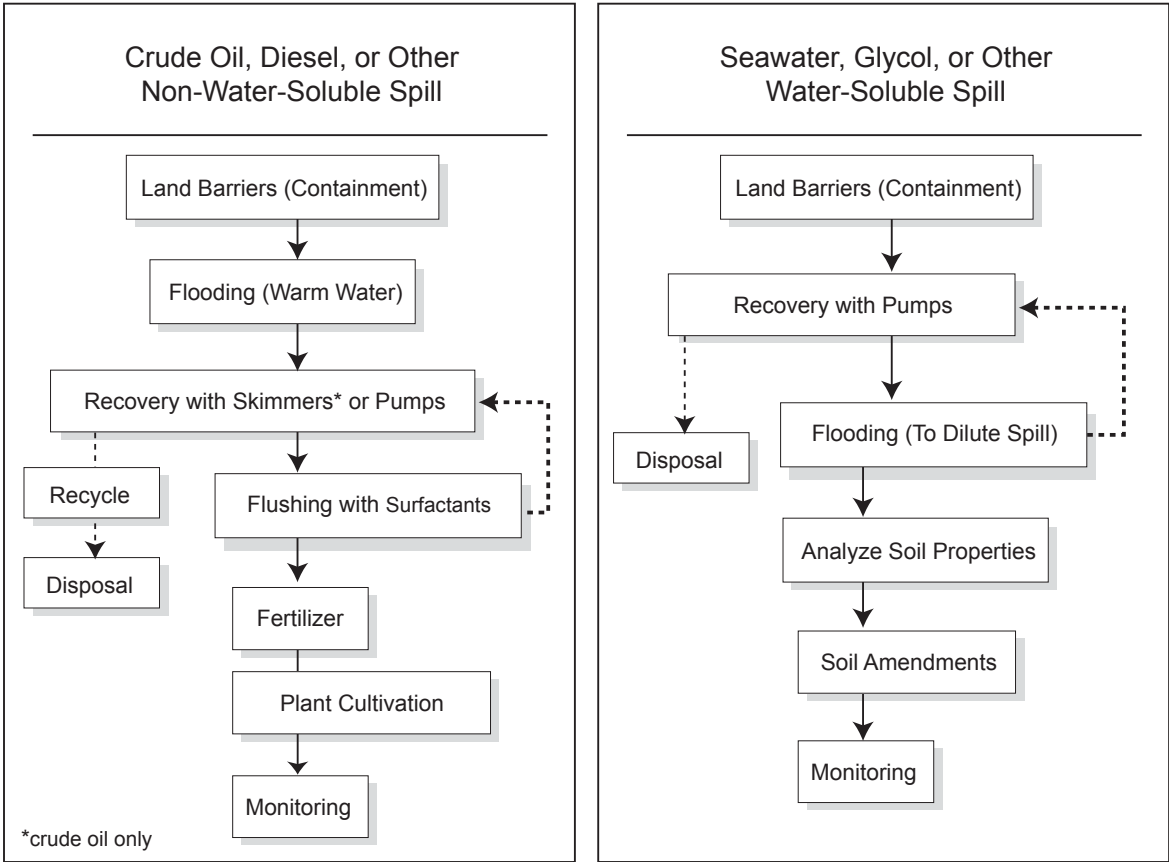 Crude Oil, Diesel, or Other
Non-Water-Soluble Spill
Land Barriers (Containment)
Flooding (Warm Water)
Recovery with Skimmers* or Pumps
Recycle
Flushing with Surfactants
Disposal
Fertilizer
Plant Cultivation
Monitoring
*crude oil only
Seawater, Glycol, or Other
Water-Soluble Spill
Land Barriers (Containment)
Recovery with Pumps
Flooding (To Dilute Spill)
Disposal
Analyze Soil Properties
Soil Amendments
Monitoring